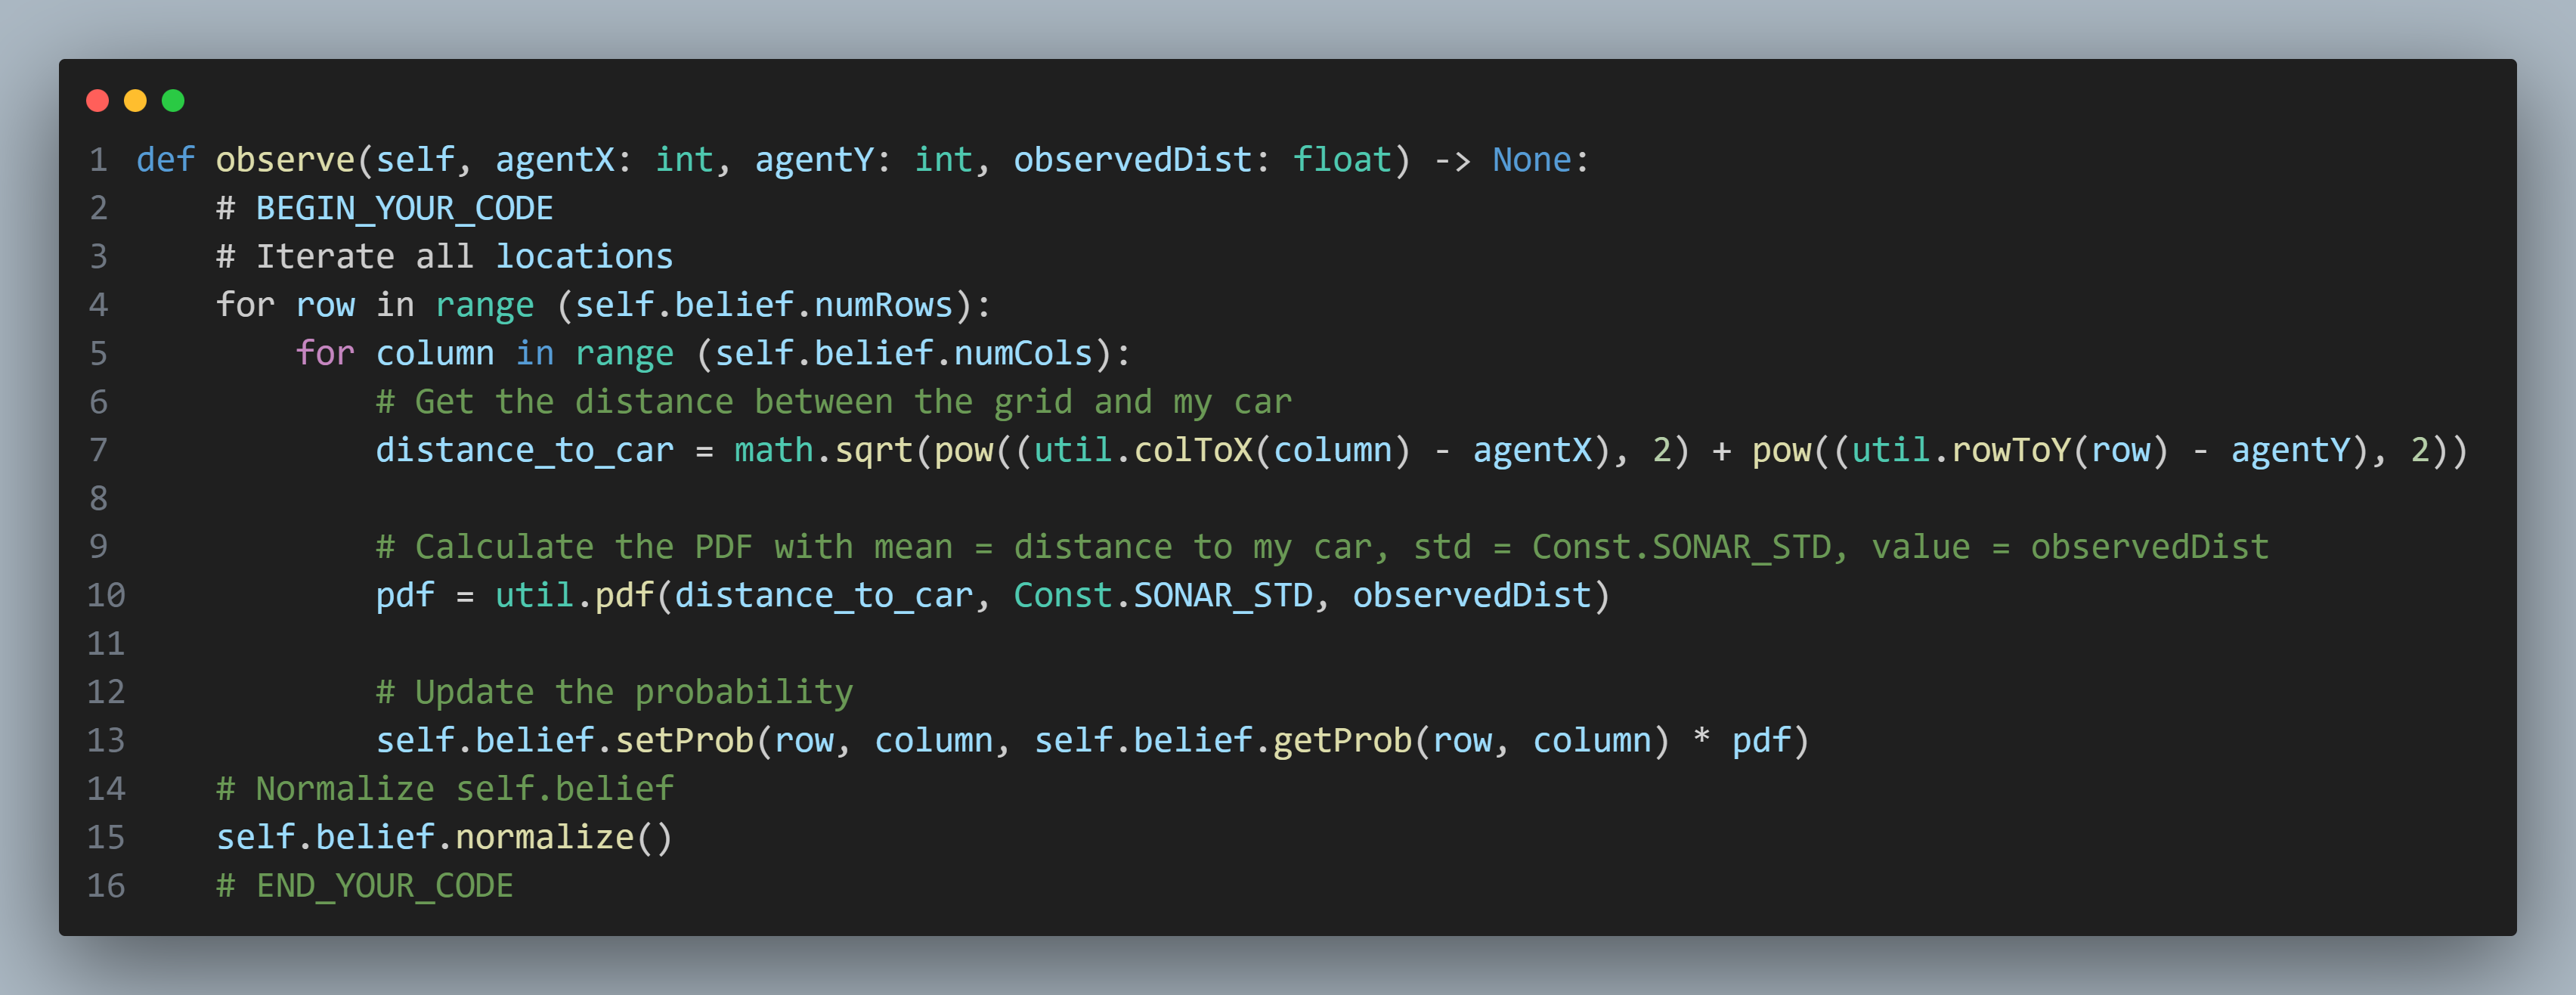 1 def observe(self, agentX: int, agentY: int, observedDist: float) -> None:
2     # BEGIN_YOUR_CODE
3     # Iterate all locations
4     for row in range (self.belief.numRows):
5         for column in range (self.belief.numCols):
6             # Get the distance between the grid and my car
7             distance_to_car = math.sqrt(pow((util.colToX(column) - agentX), 2) + pow((util.rowToY(row) - agentY), 2))
8
9             # Calculate the PDF with mean = distance to my car, std = Const.SONAR_STD, value = observedDist
10             pdf = util.pdf(distance_to_car, Const.SONAR_STD, observedDist)
11
12             # Update the probability
13             self.belief.setProb(row, column, self.belief.getProb(row, column) * pdf)
14     # Normalize self.belief
15     self.belief.normalize()
16     # END_YOUR_CODE